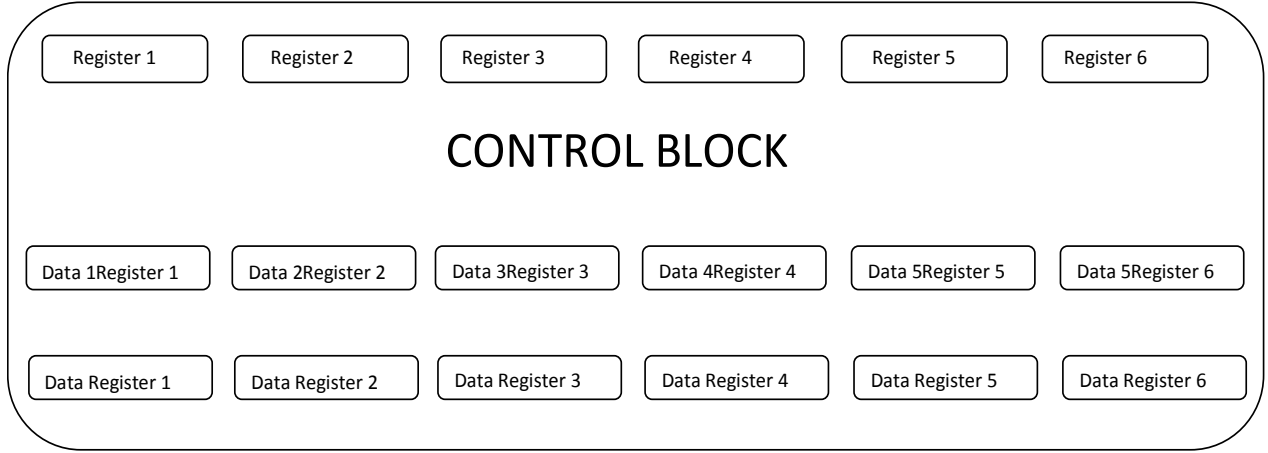 Register 1 Register 2 Register 3 Register 4 Register 5 Register 6
CONTROL BLOCK
Data 1Register 1 Data 2Register 2 Data 3Register 3 Data 4Register 4 Data 5Register 5 Data 5Register 6
Data Register 1 Data Register 2 Data Register 3 Data Register 4 Data Register 5 Data Register 6